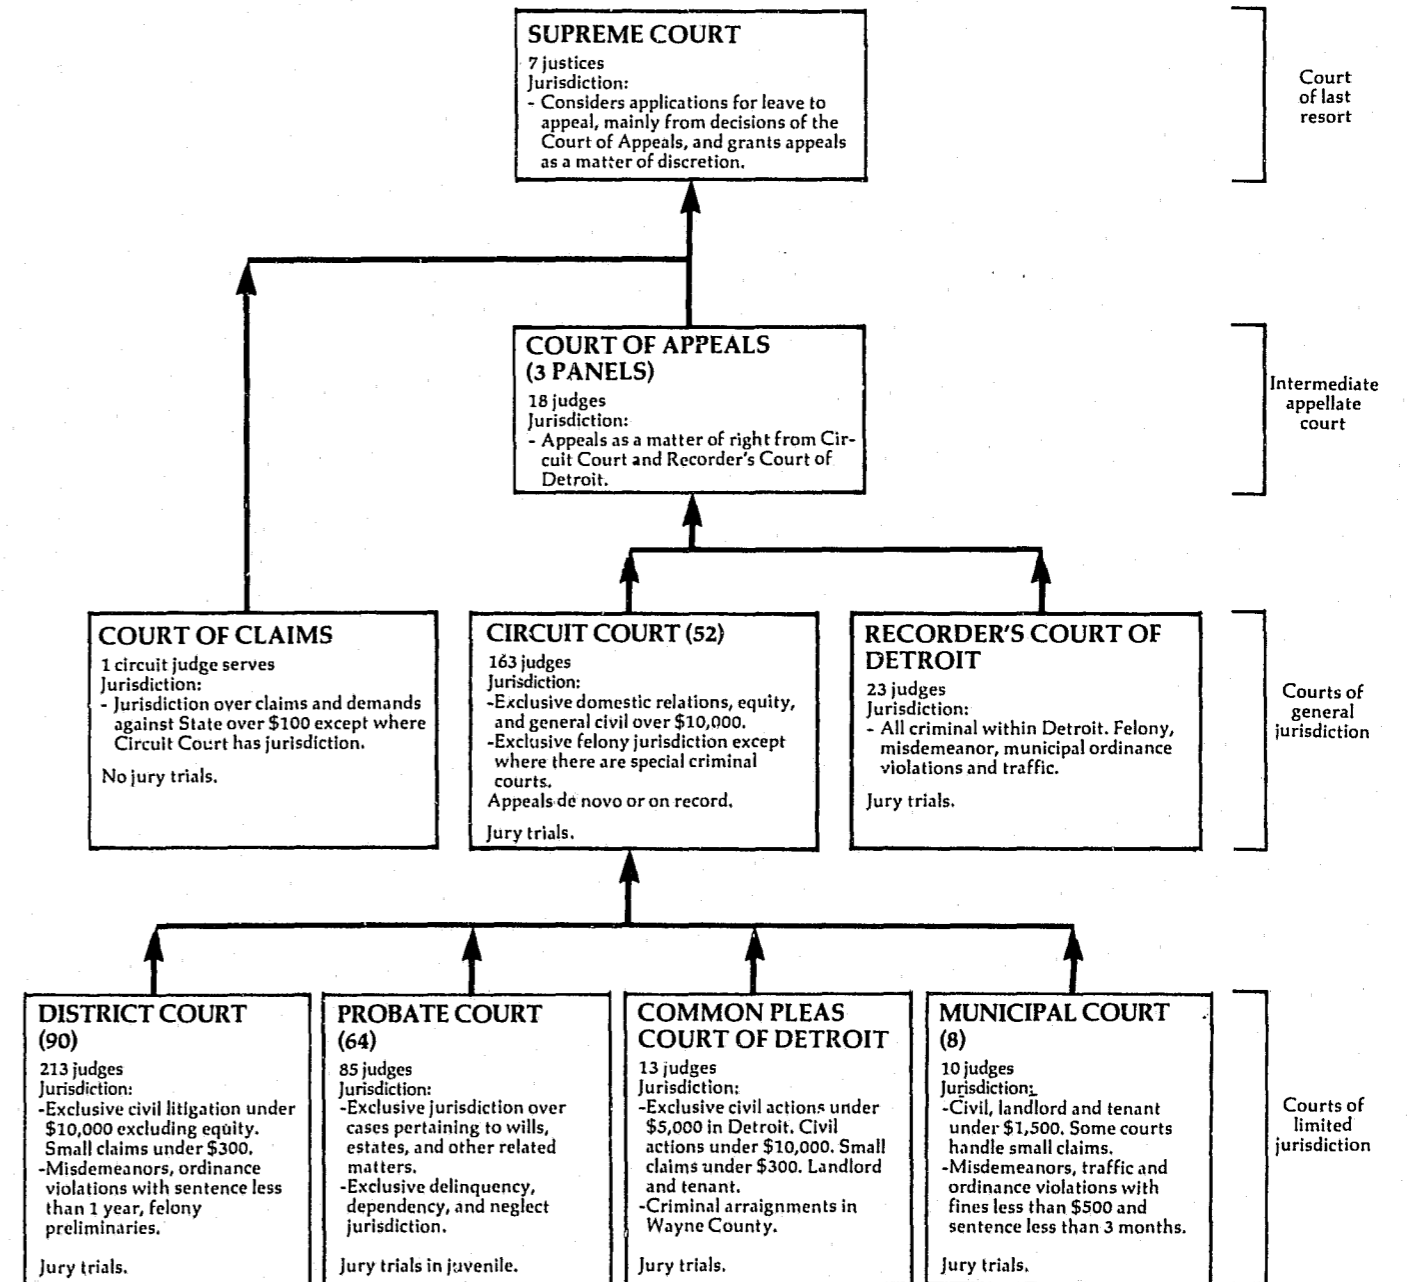 SUPREME COURT
7 justices
Jurisdiction:
- Considers applications for leave to
appeal, mainly from decisions of the
Court of Appeals, and grants appeals
as a matter of discretion.
Court
of last
resort
COURT OF APPEALS
(3 PANELS)
18 judges
Jurisdiction:
- Appeals as a matter of right from Cir-
cuit Court and Recorder's Court of
Detroit.
Intermediate
appellate
court
COURT OF CLAIMS
1 circuit judge serves
Jurisdiction:
- Jurisdiction over claims and demands
against State over $100 except where
Circuit Court has jurisdiction.
No jury trials.
CIRCUIT COURT (52)
163 judges
Jurisdiction:
-Exclusive domestic relations, equity,
and general civil over $10,000.
-Exclusive felony jurisdiction except
where there are special criminal
courts.
Appeals de novo or on record.
Jury trials.
RECORDER'S COURT OF
DETROIT
23 judges
Jurisdiction:
- All criminal within Detroit. Felony,
misdemeanor, municipal ordinance
violations and traffic.
Jury trials.
Courts of
general
jurisdiction
DISTRICT COURT
(90)
213 judges
Jurisdiction:
-Exclusive civil litigation under
$10,000 excluding equity.
Small claims under $300.
-Misdemeanors, ordinance
violations with sentence less
than 1 year, felony
preliminaries.
Jury trials.
PROBATE COURT
(64)
85 judges
Jurisdiction:
-Exclusive jurisdiction over
cases pertaining to wills,
estates, and other related
matters.
-Exclusive delinquency,
dependency, and neglect
jurisdiction.
Jury trials in juvenile.
COMMON PLEAS
COURT OF DETROIT
13 judges
Jurisdiction:
-Exclusive civil actions under
$5,000 in Detroit. Civil
actions under $10,000. Small
claims under $300. Landlord
and tenant.
-Criminal arraignments in
Wayne County.
Jury trials.
MUNICIPAL COURT
(8)
10 judges
Jurisdiction:
-Civil, landlord and tenant
under $1,500. Some courts
handle small claims.
-Misdemeanors, traffic and
ordinance violations with
fines less than $500 and
sentence less than 3 months.
Jury trials.
Courts of
limited
jurisdiction